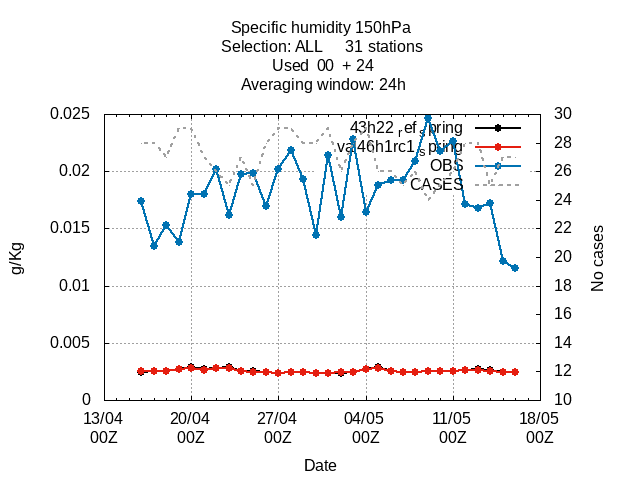 Specific humidity 150hPa
Selection: ALL     31 stations
Used  00  + 24
Averaging window: 24h
43h22_ref_spring
va:46h1rc1_spring
OBS
CASES
0.025
0.02
0.015
0.01
0.005
0
g/Kg
30
28
26
24
22
20
18
16
14
12
10
No cases
13/04 20/04 27/04 04/05 11/05 18/05
00Z 00Z 00Z 00Z 00Z 00Z
Date